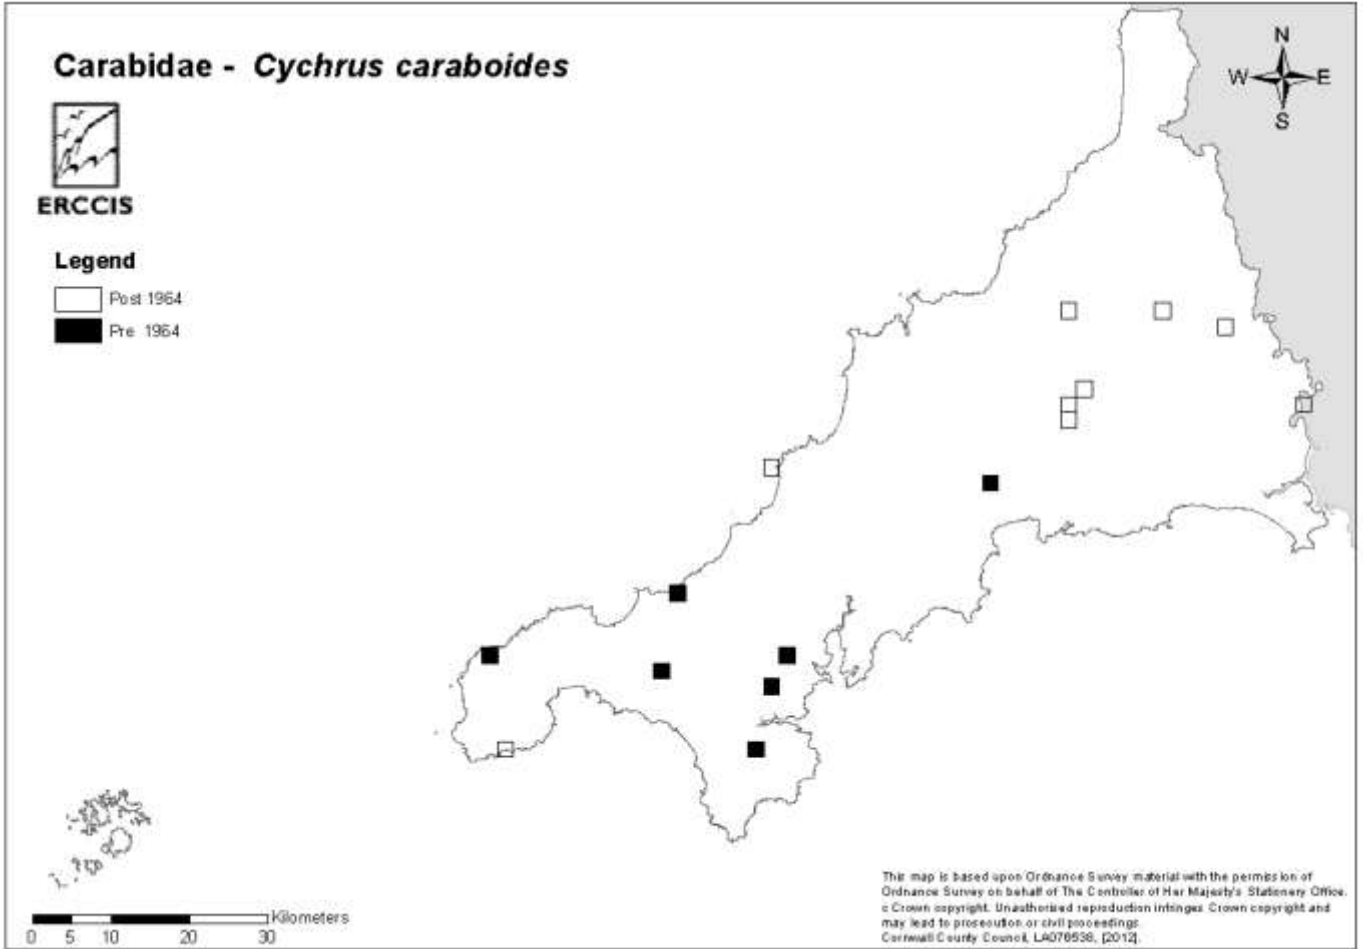 Carabidae - Cychrus caraboides
N
W E
S
ERCCIS
Legend
Post 1964
Pre 1964
Kilometers
0 5 10 20 30
This map is based upon Ordnance Survey material with the permission of
Ordnance Survey on behalf of The Controller of Her Majesty's Stationery Office.
c Crown copyright. Unauthorised reproduction infringes Crown copyright and
may lead to prosecution or civil proceedings.
Cornwall County Council, LA076538, [2012].